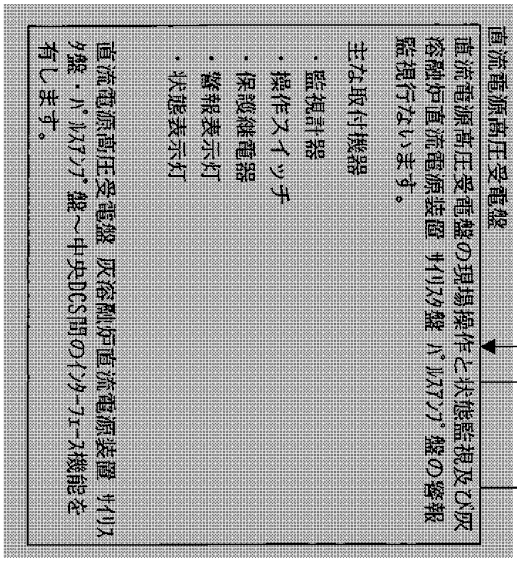 直流電源高圧受電盤
直流電源高圧受電盤の現場操作と状態監視及び灰
溶融炉直流電源装置 ｻｲﾘｽﾀ盤 ﾊﾟﾙｽｱﾝﾌﾟ盤の警報
監視行ないます。
主な取付機器
・監視計器
・操作スイッチ
・保護継電器
・警報表示灯
・状態表示灯
直流電源高圧受電盤 灰溶融炉直流電源装置 ｻｲﾘｽ
ﾀ盤・ﾊﾟﾙｽｱﾝﾌﾟ盤～中央DCS間のｲﾝﾀｰﾌｪｰｽ機能を
有します。